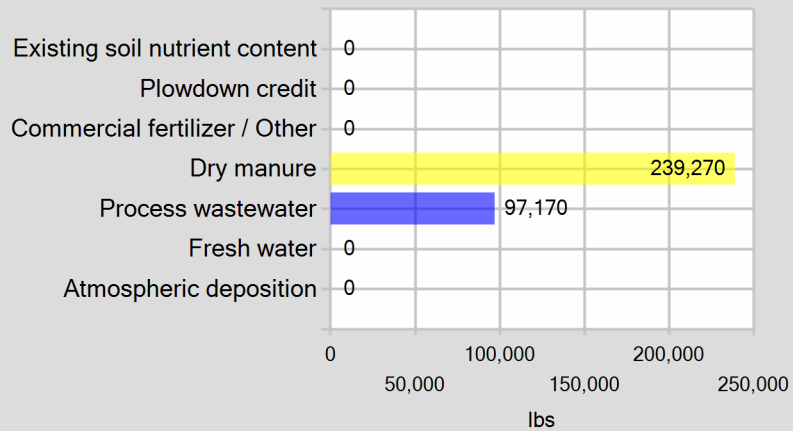 Existing soil nutrient content 0
Plowdown credit 0
Commercial fertilizer / Other 0
Dry manure 239,270
Process wastewater 97,170
Fresh water 0
Atmospheric deposition 0
0 100,000 200,000
50,000 150,000 250,000
lbs